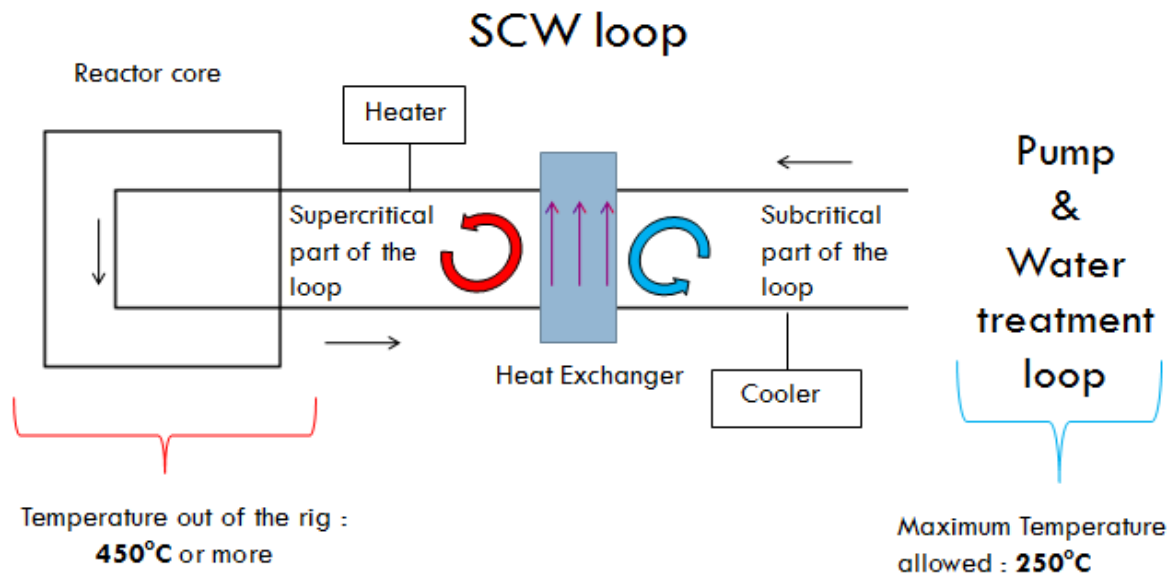 SCW loop
Reactor core
Heater
Pump
&
Water
treatment
loop
Supercritical
part of the
loop
Subcritical
part of the
loop
Heat Exchanger
Cooler
Temperature out of the rig :
450°C or more
Maximum Temperature
allowed : 250°C